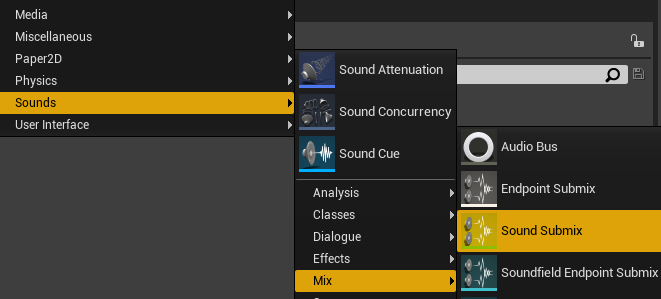 Media
Miscellaneous
Paper2D
Physics
Sounds
User Interface
Sound Attenuation
Sound Concurrency
Sound Cue
Analysis
Classes
Dialogue
Effects
Mix
Audio Bus
Endpoint Submix
Sound Submix
Soundfield Endpoint Submix